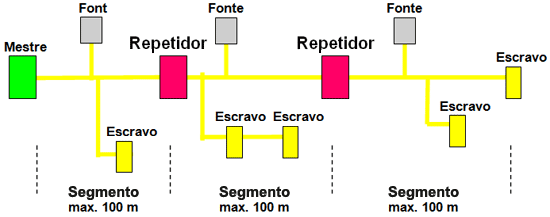 Font
Fonte
Fonte
Mestre
Repetidor
Repetidor
Escravo
Escravo
Escravo
Escravo
Escravo
Segmento
max. 100 m
Segmento
max. 100 m
Segmento
max. 100 m